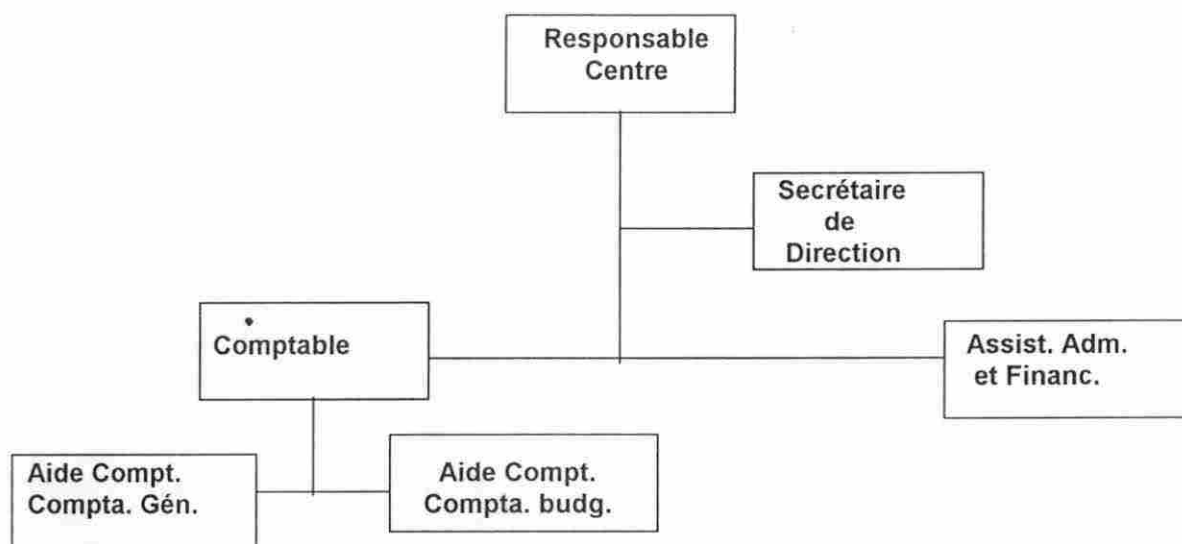 Responsable
Centre
Secrétaire
de
Direction
Comptable
Assist. Adm.
et Financ.
Aide Compt.
Compta. Gén.
Aide Compt.
Compta. budg.